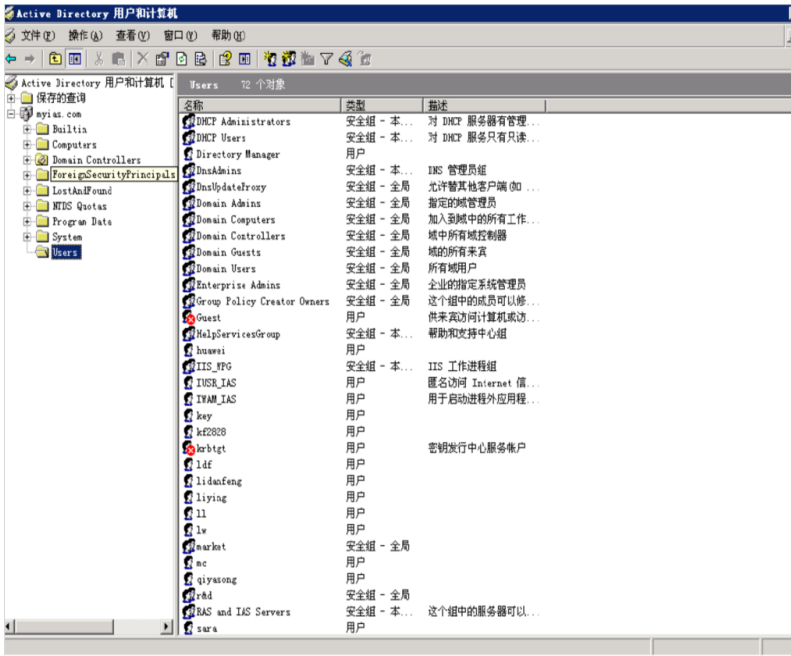 Active Directory 用户和计算机
文件(F) 操作(A) 查看(V) 窗口(W) 帮助(H)
Active Directory 用户和计算机 [
保存的查询
myias.com
Builtin
Computers
Domain Controllers
ForeignSecurityPrincipals
LostAndFound
NTDS Quotas
Program Data
System
Users
Users 72 个对象
名称 类型 描述
DHCP Administrators 安全组 - 本... 对 DHCP 服务器有管理...
DHCP Users 安全组 - 本... 对 DHCP 服务只有只读...
Directory Manager 用户
DnsAdmins 安全组 - 本... DNS 管理员组
DnsUpdateProxy 安全组 - 全局 允许替其他客户端(如 ...
Domain Admins 安全组 - 全局 指定的域管理员
Domain Computers 安全组 - 全局 加入到域中的所有工作...
Domain Controllers 安全组 - 全局 域中所有域控制器
Domain Guests 安全组 - 全局 域的所有来宾
Domain Users 安全组 - 全局 所有域用户
Enterprise Admins 安全组 - 全局 企业的指定系统管理员
Group Policy Creator Owners 安全组 - 全局 这个组中的成员可以修...
Guest 用户 供来宾访问计算机或访...
HelpServicesGroup 安全组 - 本... 帮助和支持中心组
huawei 用户
IIS_WPG 安全组 - 本... IIS 工作进程组
IUSR_IAS 用户 匿名访问 Internet 信...
IWAM_IAS 用户 用于启动进程外应用程...
key 用户
kf2828 用户
krbtgt 用户 密钥发行中心服务帐户
ldf 用户
lidanfeng 用户
liying 用户
ll 用户
lw 用户
market 安全组 - 全局
mc 用户
qiyasong 用户
r&d 安全组 - 全局
RAS and IAS Servers 安全组 - 本... 这个组中的服务器可以...
sara 用户